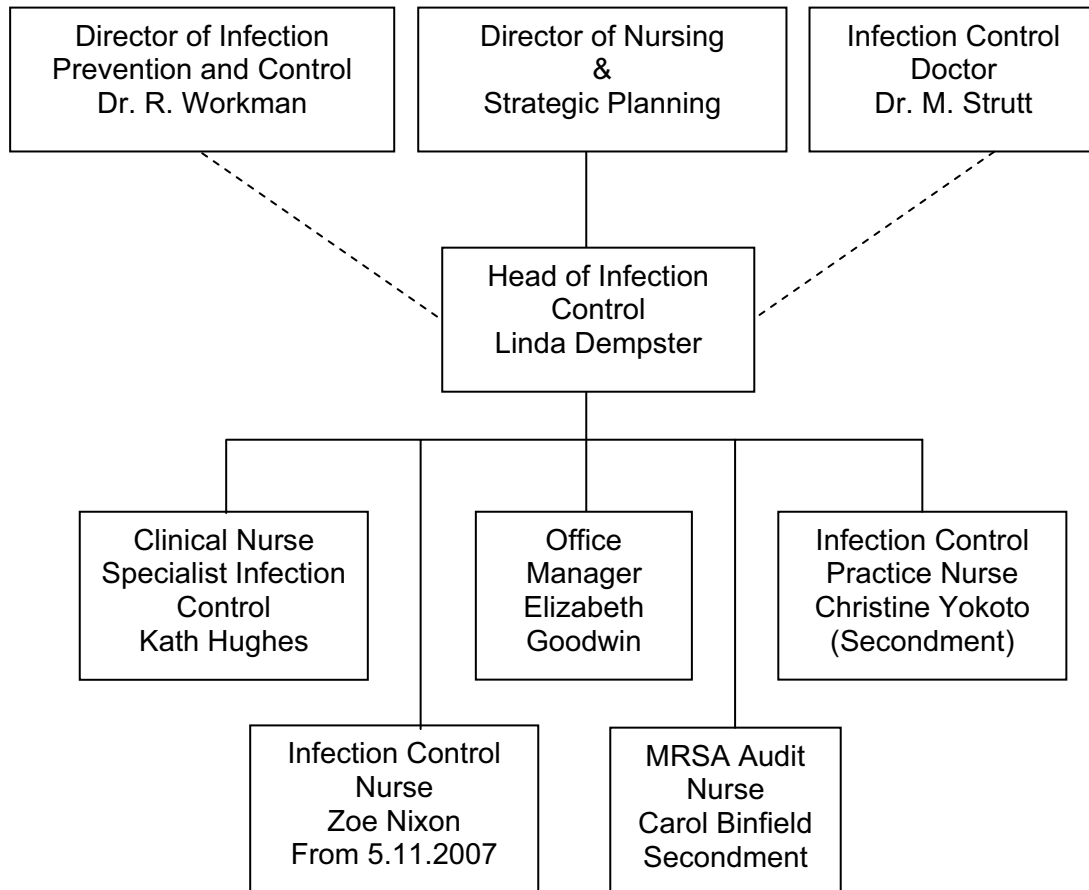 Director of Infection
Prevention and Control
Dr. R. Workman
Director of Nursing
&
Strategic Planning
Infection Control
Doctor
Dr. M. Strutt
Head of Infection
Control
Linda Dempster
Clinical Nurse
Specialist Infection
Control
Kath Hughes
Office
Manager
Elizabeth
Goodwin
Infection Control
Practice Nurse
Christine Yokoto
(Secondment)
Infection Control
Nurse
Zoe Nixon
From 5.11.2007
MRSA Audit
Nurse
Carol Binfield
Secondment